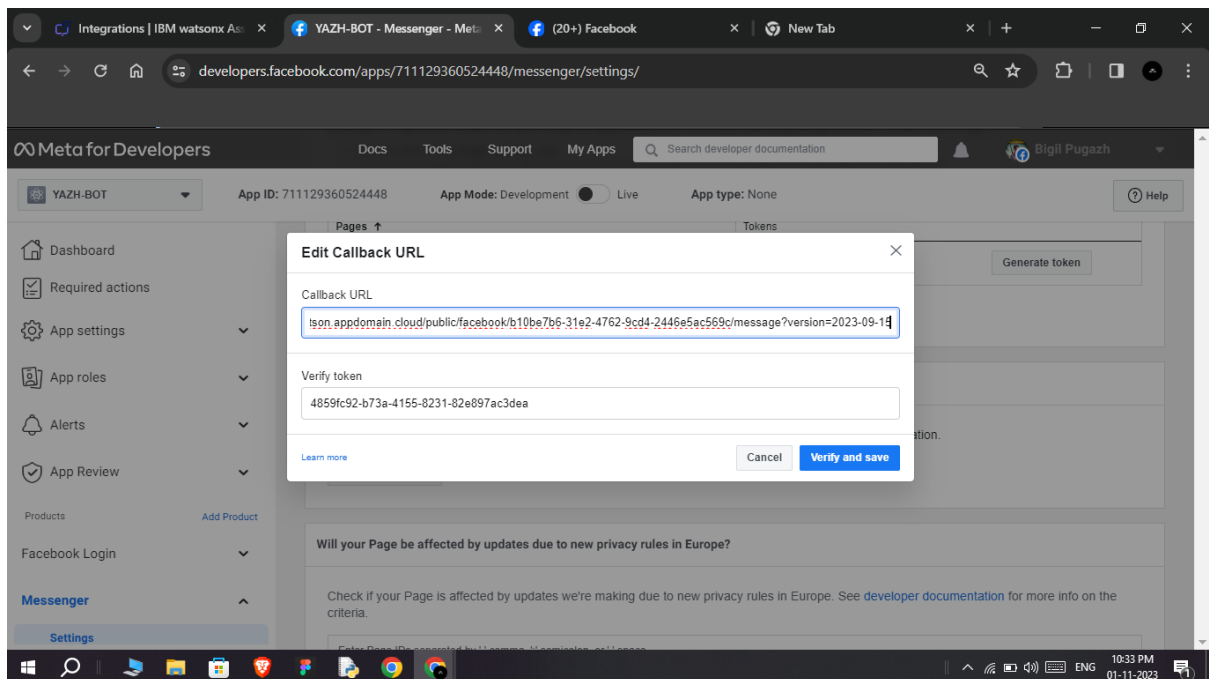 Integrations | IBM watsonx Ass
YAZH-BOT - Messenger - Meta
(20+) Facebook
New Tab
developers.facebook.com/apps/711129360524448/messenger/settings/
Meta for Developers
Docs
Tools
Support
My Apps
Search developer documentation
Bigil Pugazh
YAZH-BOT
App ID: 711129360524448
App Mode: Development
Live
App type: None
Help
Pages ↑
Tokens
Generate token
Dashboard
Required actions
App settings
App roles
Alerts
App Review
Products
Add Product
Facebook Login
Messenger
Settings
Edit Callback URL
Callback URL
tson.appdomain.cloud/public/facebook/b10be7b6-31e2-4762-9cd4-2446e5ac569c/message?version=2023-09-15
Verify token
4859fc92-b73a-4155-8231-82e897ac3dea
Learn more
Cancel
Verify and save
ation.
Will your Page be affected by updates due to new privacy rules in Europe?
Check if your Page is affected by updates we're making due to new privacy rules in Europe. See developer documentation for more info on the
criteria.
ENG
10:33 PM
01-11-2023